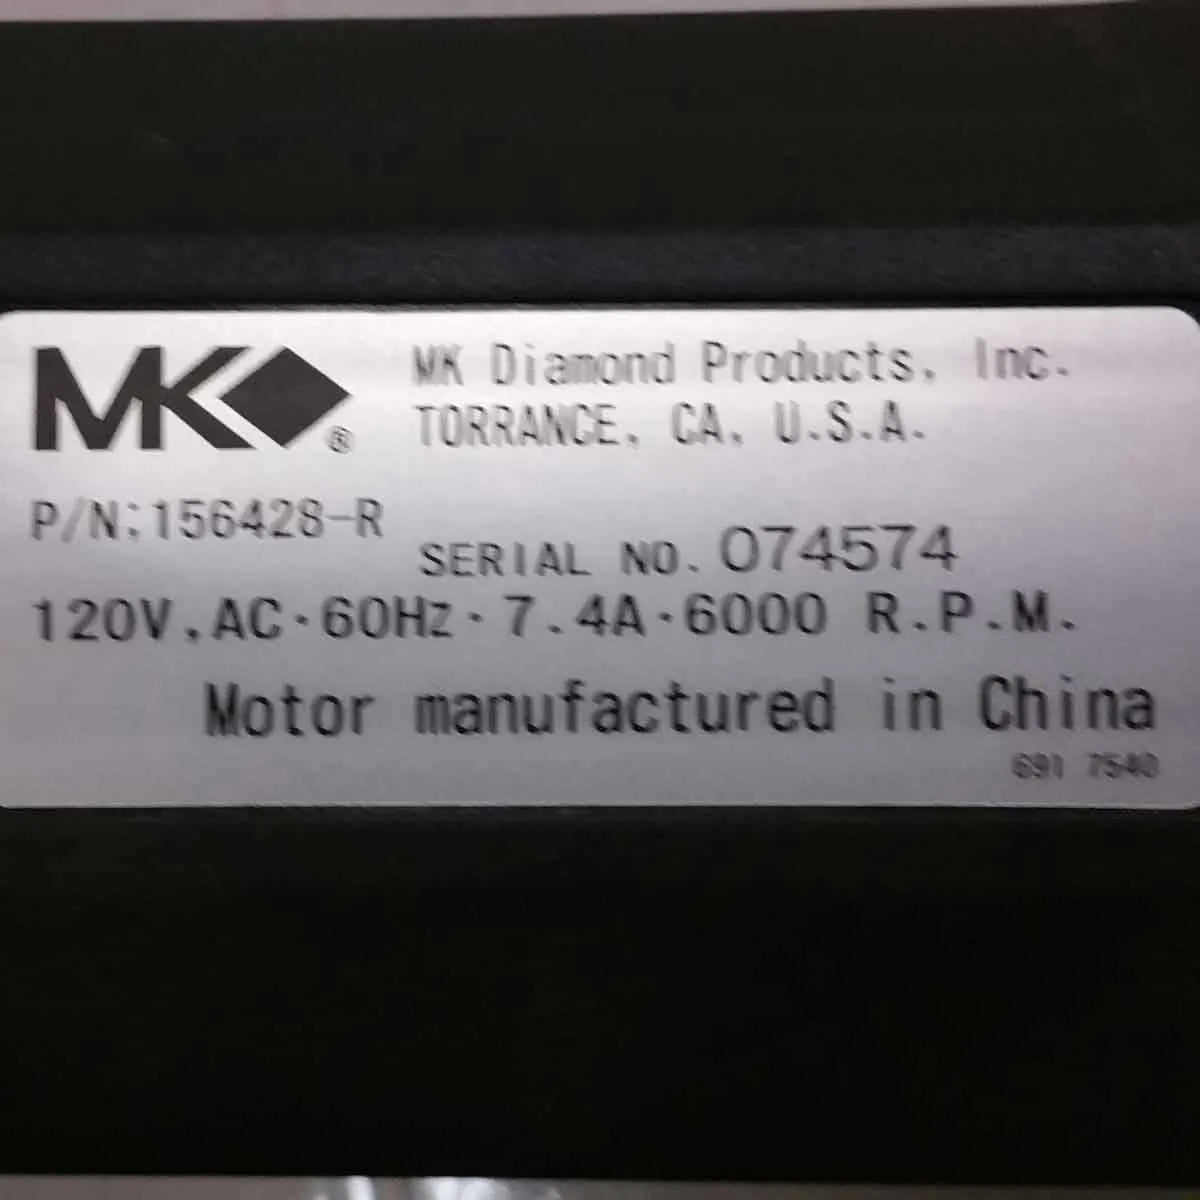 MK®
MK Diamond Products, Inc.
TORRANCE, CA, U.S.A.
P/N:156428-R
SERIAL NO. 074574
120V,AC·60Hz·7.4A·6000 R.P.M.
Motor manufactured in China
691 7540